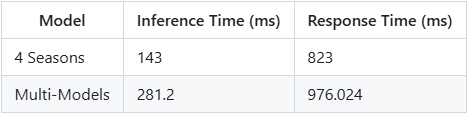 Model Inference Time (ms) Response Time (ms)
4 Seasons 143 823
Multi-Models 281.2 976.024